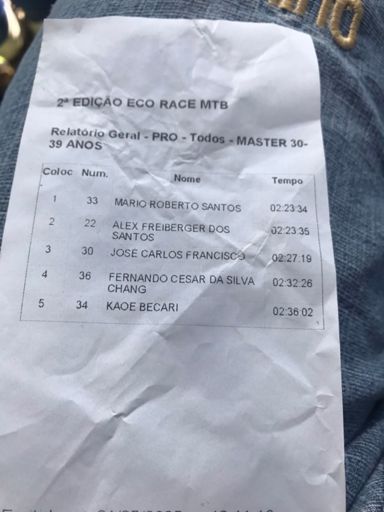 2ª EDIÇÃO ECO RACE MTB
Relatório Geral - PRO - Todos - MASTER 30-
39 ANOS
Coloc Num. Nome Tempo
1 33 MARIO ROBERTO SANTOS 02:23:34
2 22 ALEX FREIBERGER DOS 02:23:35
SANTOS
3 30 JOSE CARLOS FRANCISCO 02:27:19
4 36 FERNANDO CESAR DA SILVA 02:32:26
CHANG
5 34 KAOE BECARI 02:36:02